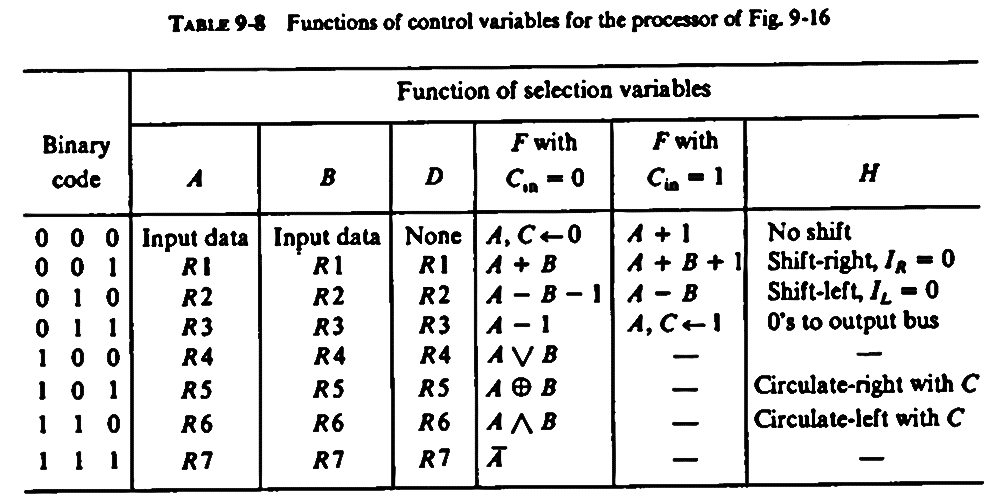 TABLE 9-8 Functions of control variables for the processor of Fig. 9-16
Function of selection variables
Binary code A B D F with C_in = 0 F with C_in = 1 H
0 0 0 Input data Input data None A, C ← 0 A + 1 No shift
0 0 1 R1 R1 R1 A + B A + B + 1 Shift-right, I_R = 0
0 1 0 R2 R2 R2 A − B − 1 A − B Shift-left, I_L = 0
0 1 1 R3 R3 R3 A − 1 A, C ← 1 0's to output bus
1 0 0 R4 R4 R4 A ∨ B — —
1 0 1 R5 R5 R5 A ⊕ B — Circulate-right with C
1 1 0 R6 R6 R6 A ∧ B — Circulate-left with C
1 1 1 R7 R7 R7 A̅ — —